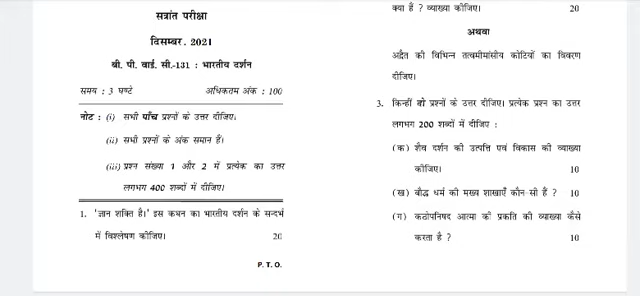 सत्रांत परीक्षा
दिसम्बर, 2021
बी. पी. वाई. सी.-131 : भारतीय दर्शन
समय : 3 घण्टे अधिकतम अंक : 100
नोट : (i) सभी पाँच प्रश्नों के उत्तर दीजिए।
(ii) सभी प्रश्नों के अंक समान हैं।
(iii) प्रश्न संख्या 1 और 2 में प्रत्येक का उत्तर
लगभग 400 शब्दों में दीजिए।
1. 'ज्ञान शक्ति है।' इस कथन का भारतीय दर्शन के सन्दर्भ
में विश्लेषण कीजिए। 20
P. T. O.
क्या हैं ? व्याख्या कीजिए। 20
अथवा
अद्वैत की विभिन्न तत्वमीमांसीय कोटियों का विवरण
दीजिए।
3. किन्हीं दो प्रश्नों के उत्तर दीजिए। प्रत्येक प्रश्न का उत्तर
लगभग 200 शब्दों में दीजिए :
(क) शैव दर्शन की उत्पत्ति एवं विकास की व्याख्या
कीजिए। 10
(ख) बौद्ध धर्म की मुख्य शाखाएँ कौन-सी हैं ? 10
(ग) कठोपनिषद आत्मा की प्रकृति की व्याख्या कैसे
करता है ? 10